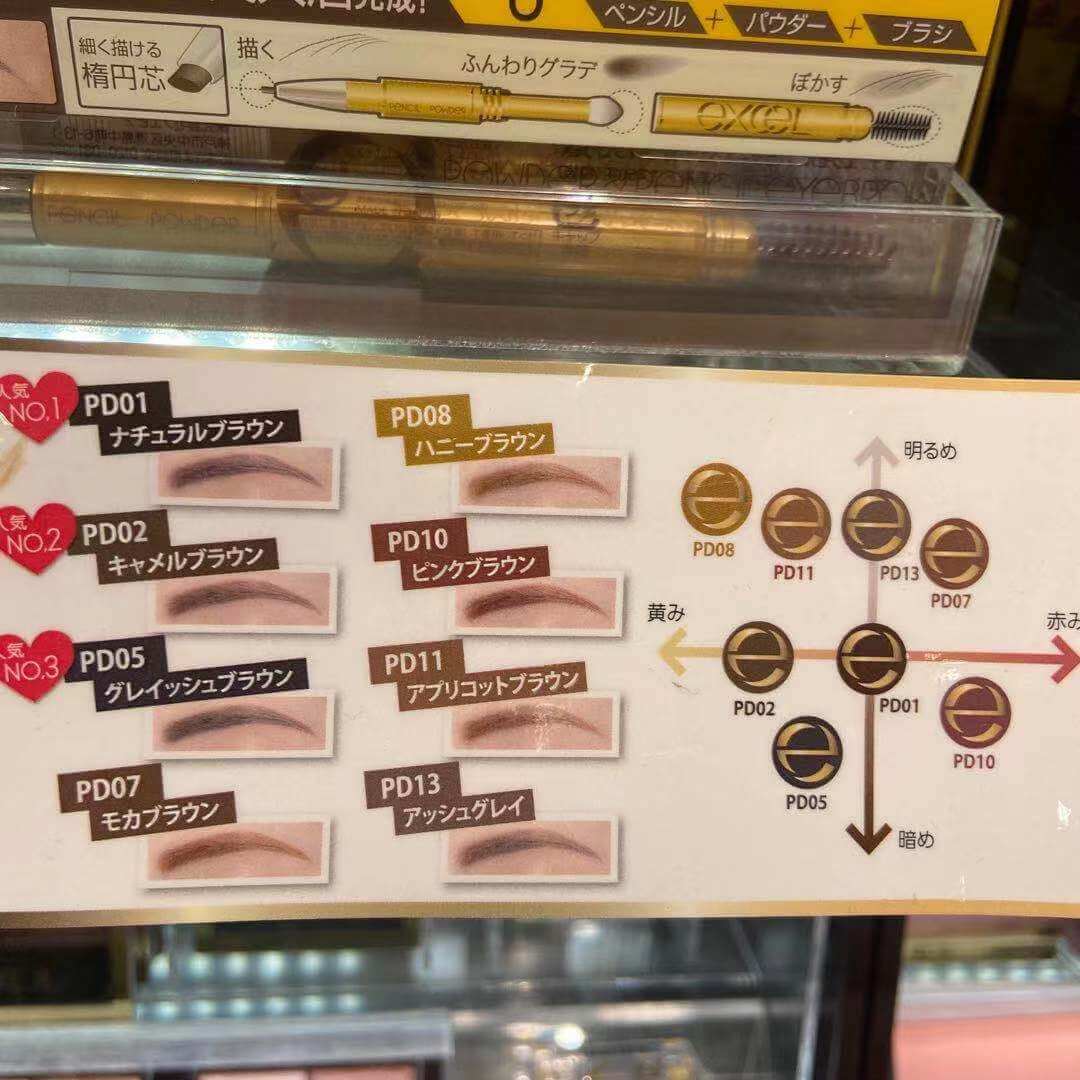 完成!
ペンシル + パウダー + ブラシ
細く描ける
楕円芯
描く
ふんわりグラデ
ぼかす
PENCIL POWDER
excel
PENCIL POWDER
人気
NO,1
PD01
ナチュラルブラウン
人気
NO,2
PD02
キャメルブラウン
人気
NO,3
PD05
グレイッシュブラウン
PD07
モカブラウン
PD08
ハニーブラウン
PD10
ピンクブラウン
PD11
アプリコットブラウン
PD13
アッシュグレイ
明るめ
PD08
PD11
PD13
PD07
黄み
赤み
PD02
PD01
PD10
PD05
暗め